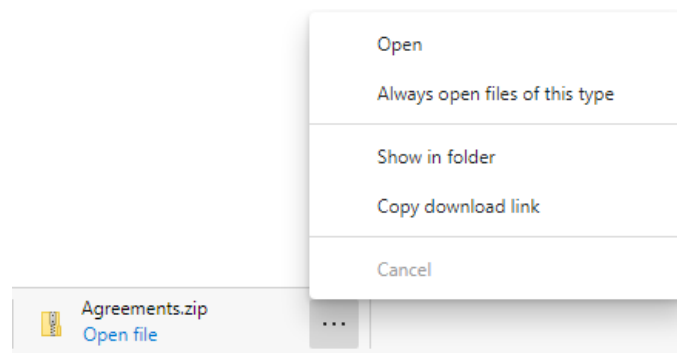 Open
Always open files of this type
Show in folder
Copy download link
Cancel
Agreements.zip
Open file
...